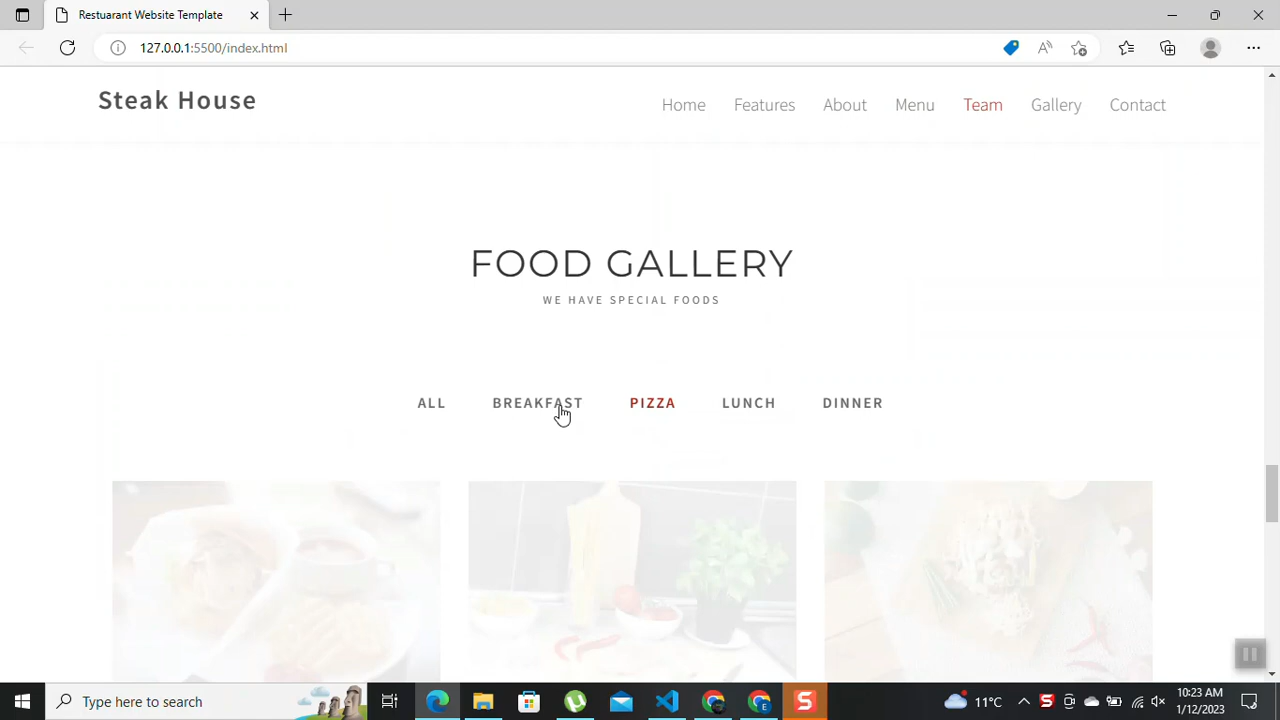 Restuarant Website Template
127.0.0.1:5500/index.html
Steak House
Home Features About Menu Team Gallery Contact
FOOD GALLERY
WE HAVE SPECIAL FOODS
ALL BREAKFAST PIZZA LUNCH DINNER
Type here to search
11°C
10:23 AM
1/12/2023